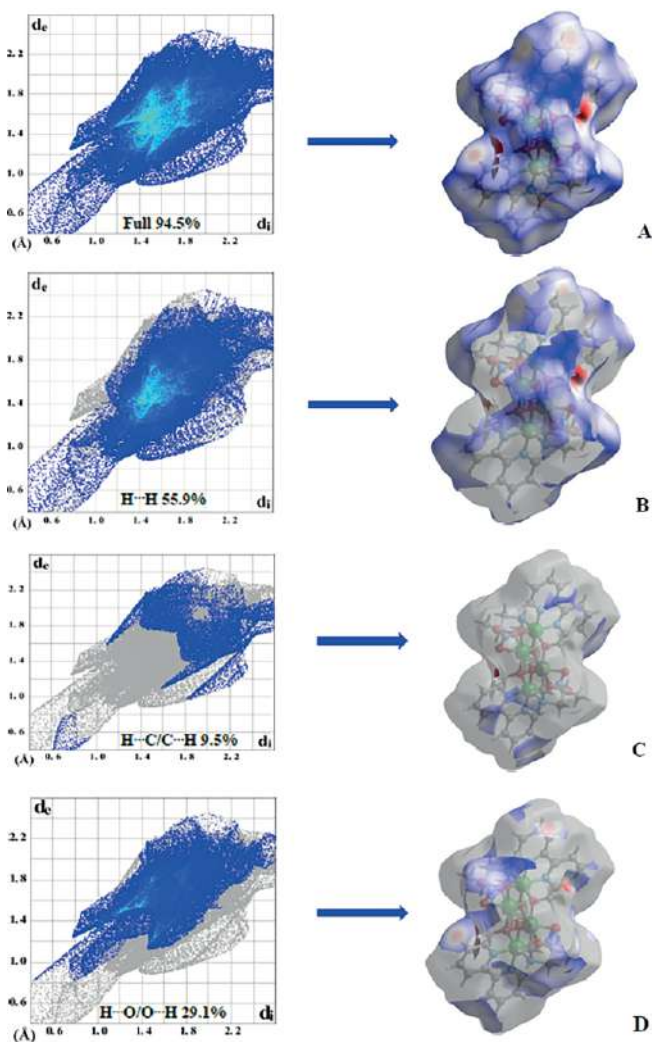 de
2.2
1.8
1.4
1.0
0.6
Full 94.5%
di
(Å) 0.6 1.0 1.4 1.8 2.2
A
de
2.2
1.8
1.4
1.0
0.6
H···H 55.9%
di
(Å) 0.6 1.0 1.4 1.8 2.2
B
de
2.2
1.8
1.4
1.0
0.6
H···C/C···H 9.5%
di
(Å) 0.6 1.0 1.4 1.8 2.2
C
de
2.2
1.8
1.4
1.0
0.6
H···O/O···H 29.1%
di
(Å) 0.6 1.0 1.4 1.8 2.2
D